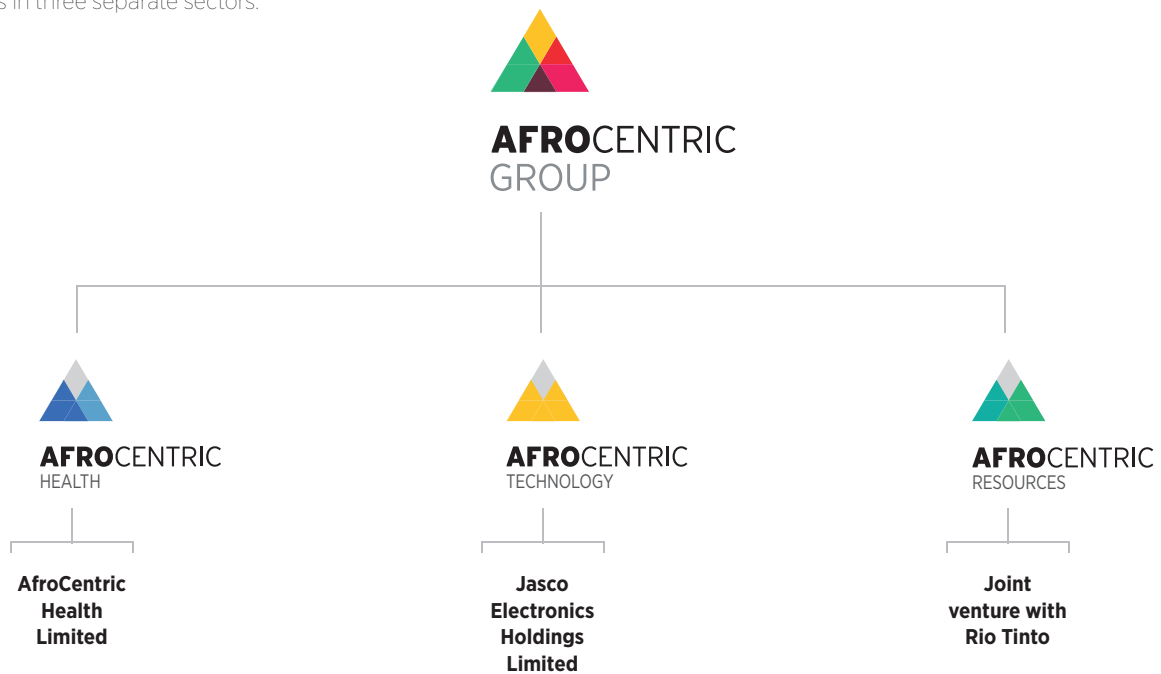 s in three separate sectors.
AFROCENTRIC
GROUP
AFROCENTRIC
HEALTH
AFROCENTRIC
TECHNOLOGY
AFROCENTRIC
RESOURCES
AfroCentric
Health
Limited
Jasco
Electronics
Holdings
Limited
Joint
venture with
Rio Tinto